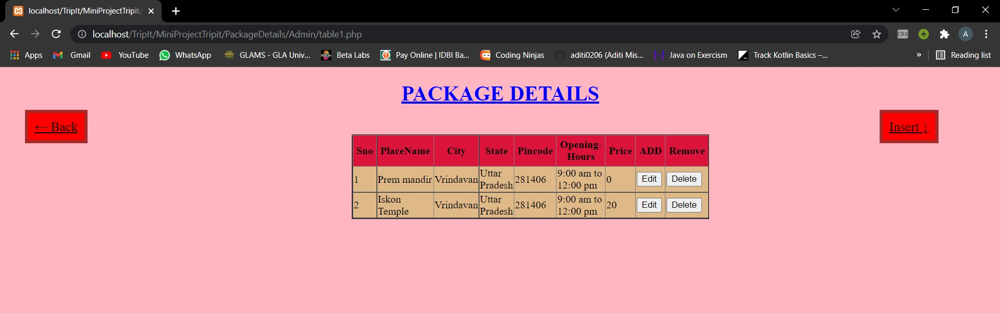 localhost/TripIt/MiniProjectTripit/
localhost/TripIt/MiniProjectTripit/PackageDetails/Admin/table1.php
CRX
A
Apps Gmail YouTube WhatsApp GLAMS - GLA Univ... Beta Labs Pay Online | IDBI Ba... Coding Ninjas aditi0206 (Aditi Mis... Java on Exercism Track Kotlin Basics –... » Reading list
PACKAGE DETAILS
← Back
Insert ↓
Sno PlaceName City State Pincode Opening-Hours Price ADD Remove
1 Prem mandir Vrindavan Uttar Pradesh 281406 9:00 am to 12:00 pm 0 Edit Delete
2 Iskon Temple Vrindavan Uttar Pradesh 281406 9:00 am to 12:00 pm 20 Edit Delete